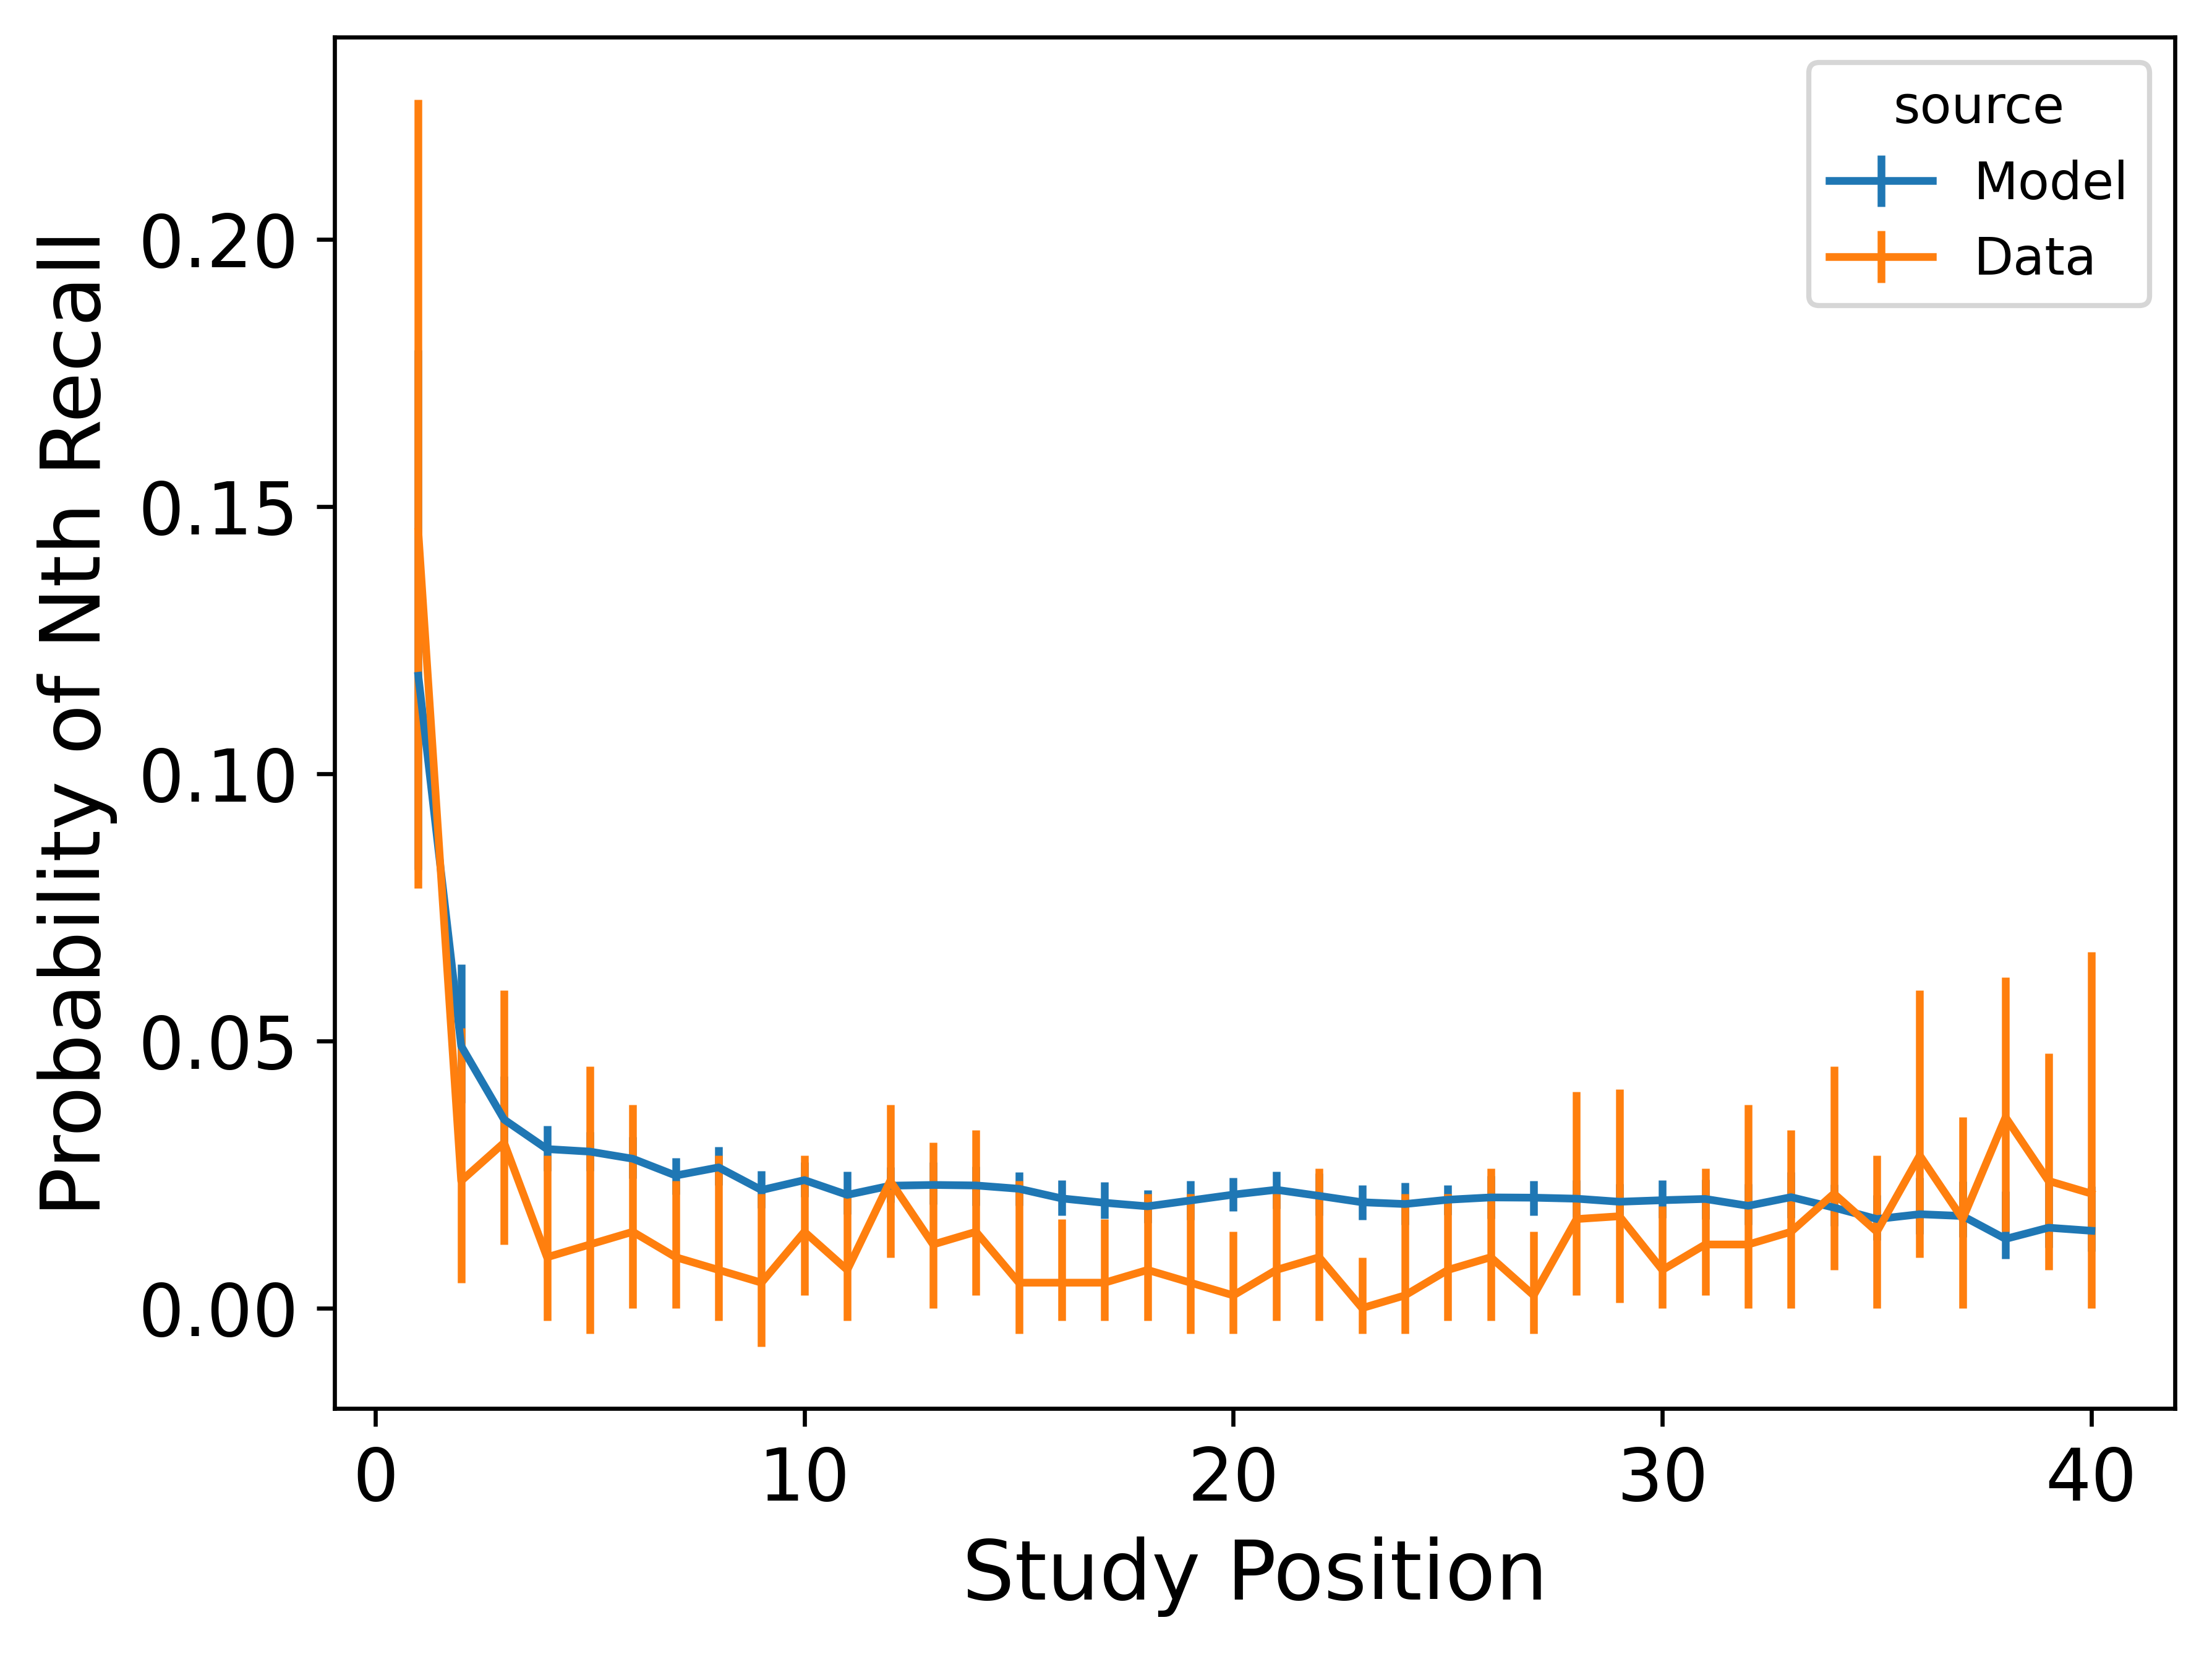 source
Model
Data
Probability of Nth Recall
0.20
0.15
0.10
0.05
0.00
0 10 20 30 40
Study Position